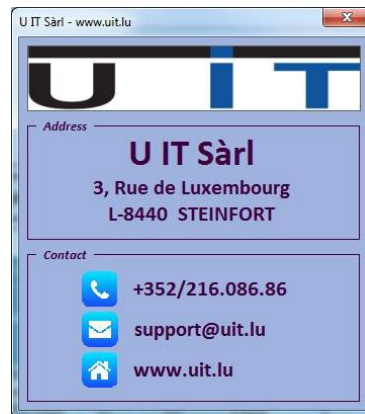 U IT Sàrl - www.uit.lu
U IT
Address
U IT Sàrl
3, Rue de Luxembourg
L-8440 STEINFORT
Contact
+352/216.086.86
support@uit.lu
www.uit.lu